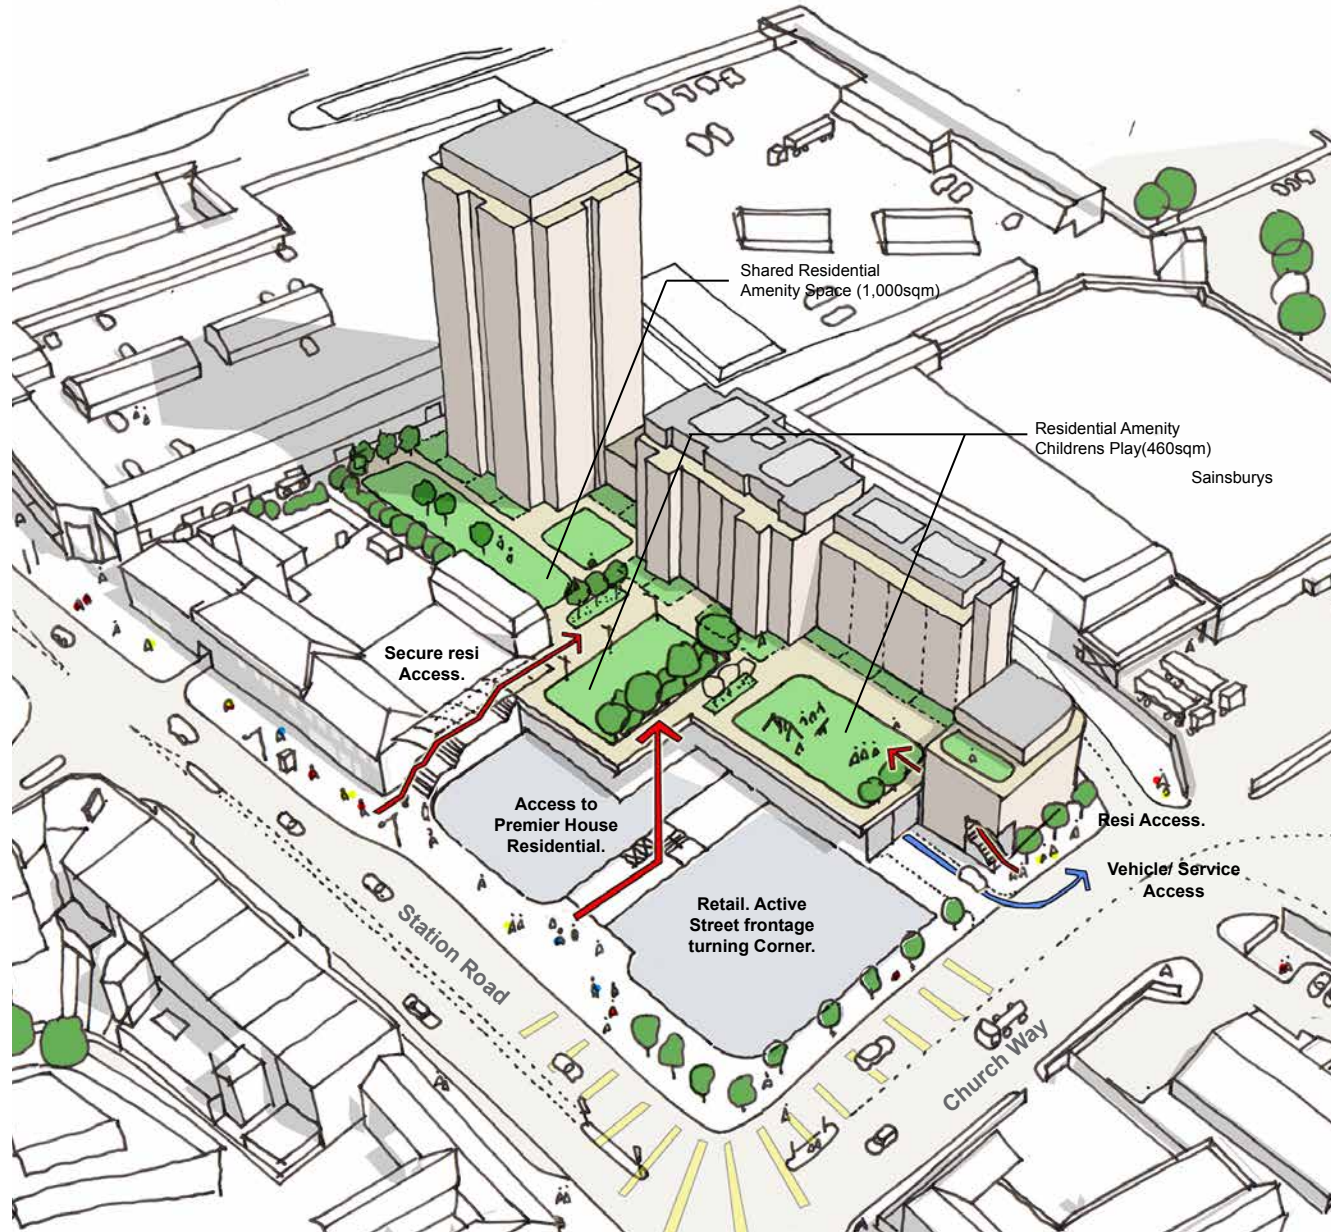 Shared Residential
Amenity Space (1,000sqm)
Residential Amenity
Childrens Play(460sqm)
Sainsburys
Secure resi
Access.
Access to
Premier House
Residential.
Resi Access.
Vehicle/ Service
Access
Retail. Active
Street frontage
turning Corner.
Station Road
Church Way